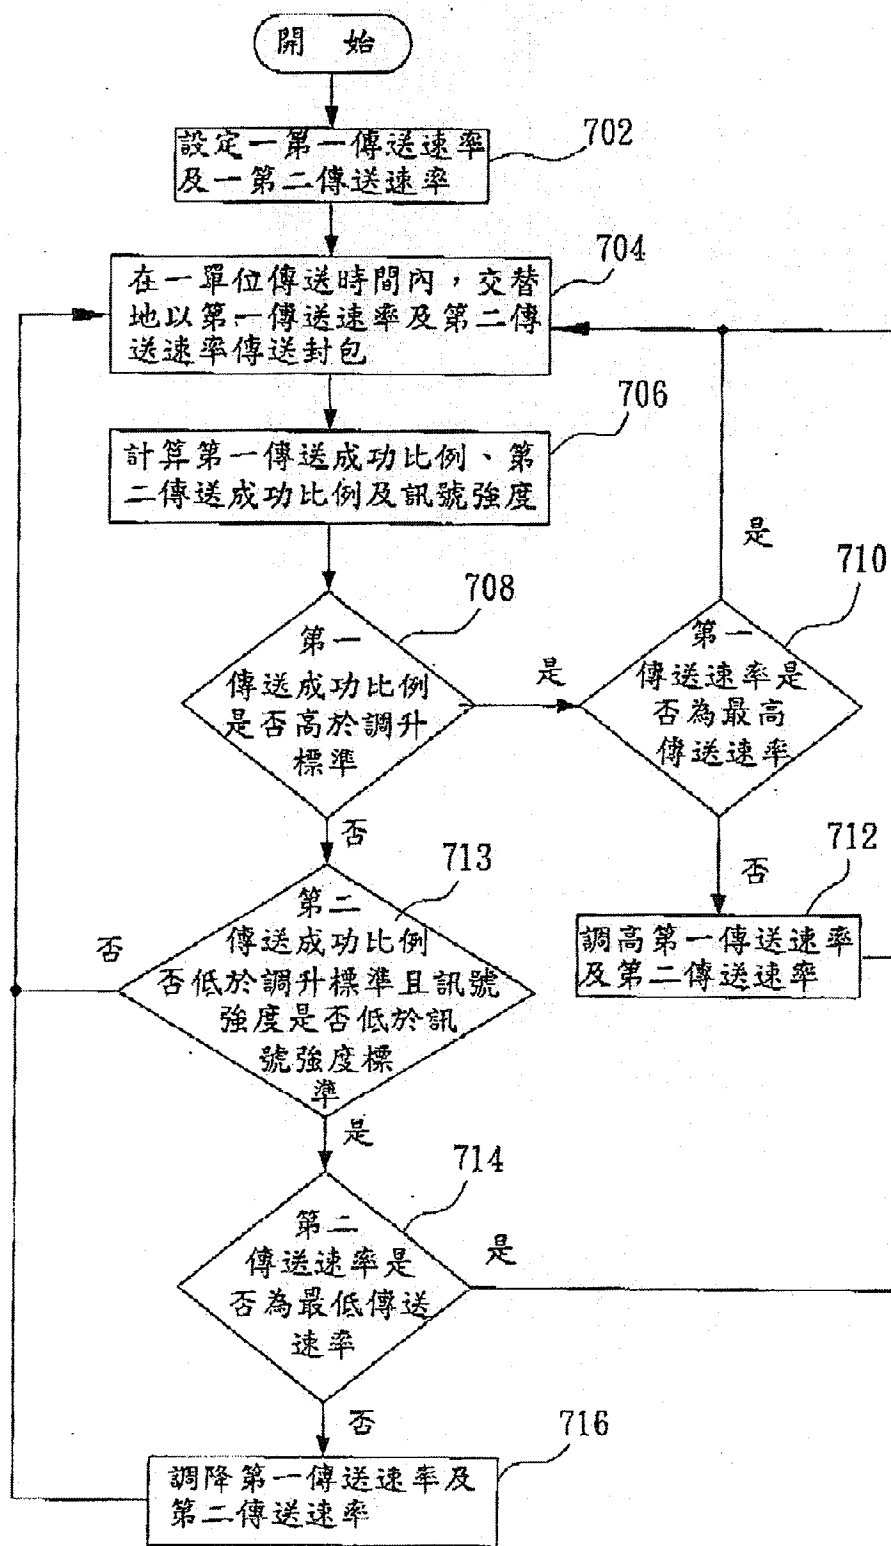 開 始
設定一第一傳送速率
及一第二傳送速率
702
在一單位傳送時間內，交替
地以第一傳送速率及第二傳
送速率傳送封包
704
計算第一傳送成功比例、第
二傳送成功比例及訊號強度
706
第一
傳送成功比例
是否高於調升
標準
708
是
第一
傳送速率是
否為最高
傳送速率
710
是
否
調高第一傳送速率
及第二傳送速率
712
否
第二
傳送成功比例
否低於調升標準且訊號
強度是否低於訊
號強度標
準
713
否
是
第二
傳送速率是
否為最低傳送
速率
714
是
否
調降第一傳送速率及
第二傳送速率
716